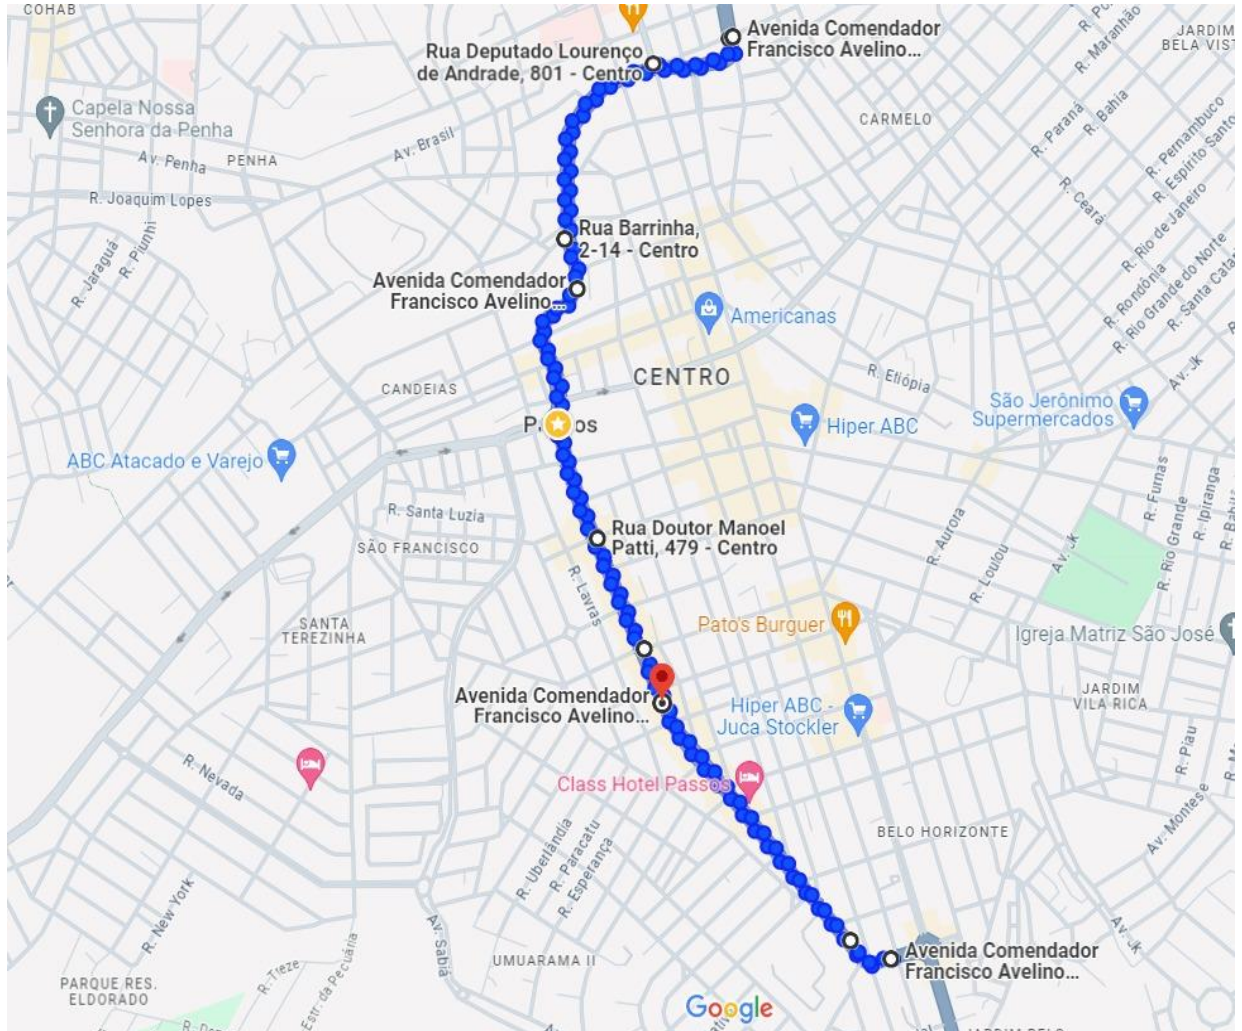 COHAB
Avenida Comendador
Francisco Avelino...
Rua Deputado Lourenço
de Andrade, 801 - Centro
JARDIM
BELA VIST
R. Maranhão
Capela Nossa
Senhora da Penha
CARMELO
R. Paraná
R. Bahia
R. Pernambuco
R. Espírito Santo
Av. Brasil
Av. Penha
PENHA
R. Joaquim Lopes
R. Ceará
R. Rio de Janeiro
R. Jaraguá
R. Piunhi
Rua Barrinha,
2-14 - Centro
R. Rio Grande do Norte
R. Santa Catar
R. Rondônia
Avenida Comendador
Francisco Avelino...
Americanas
CENTRO
R. Etiópia
Av. Jk
CANDEIAS
São Jerônimo
Supermercados
Hiper ABC
ABC Atacado e Varejo
R. Santa Luzia
SÃO FRANCISCO
Rua Doutor Manoel
Patti, 479 - Centro
R. Furnas
R. Ipiranga
R. Rio Grande
R. Aurora
R. Loulou
Av. Jk
R. Lavras
SANTA
TEREZINHA
Pato's Burguer
Igreja Matriz São José
Avenida Comendador
Francisco Avelino...
Hiper ABC -
Juca Stockler
JARDIM
VILA RICA
R. Piau
R. Nevada
Class Hotel Passos
R. Uberlândia
R. Paracatu
R. Esperança
BELO HORIZONTE
Av. Montese
R. New York
Av. Sabiá
Av. Jk
UMUARAMA II
Avenida Comendador
Francisco Avelino...
PARQUE RES.
ELDORADO
R. Tieze
Estr. da Pecuária
Google